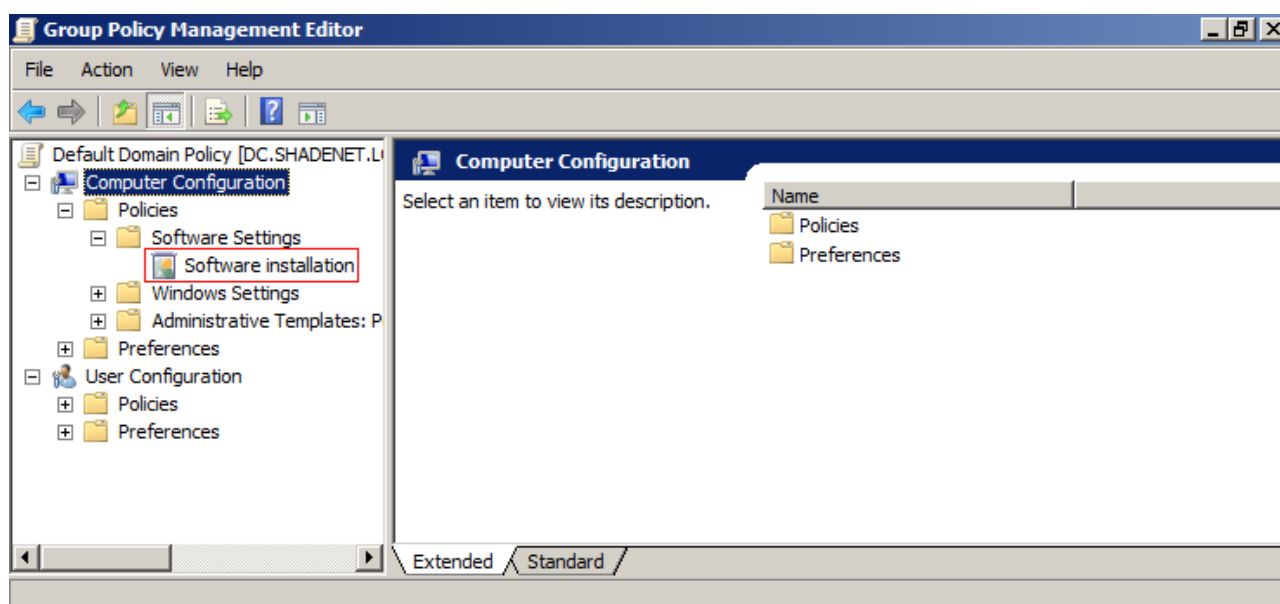 Group Policy Management Editor
File Action View Help
Default Domain Policy [DC.SHADENET.L
Computer Configuration
Policies
Software Settings
Software installation
Windows Settings
Administrative Templates: P
Preferences
User Configuration
Policies
Preferences
Computer Configuration
Select an item to view its description.
Name
Policies
Preferences
Extended Standard